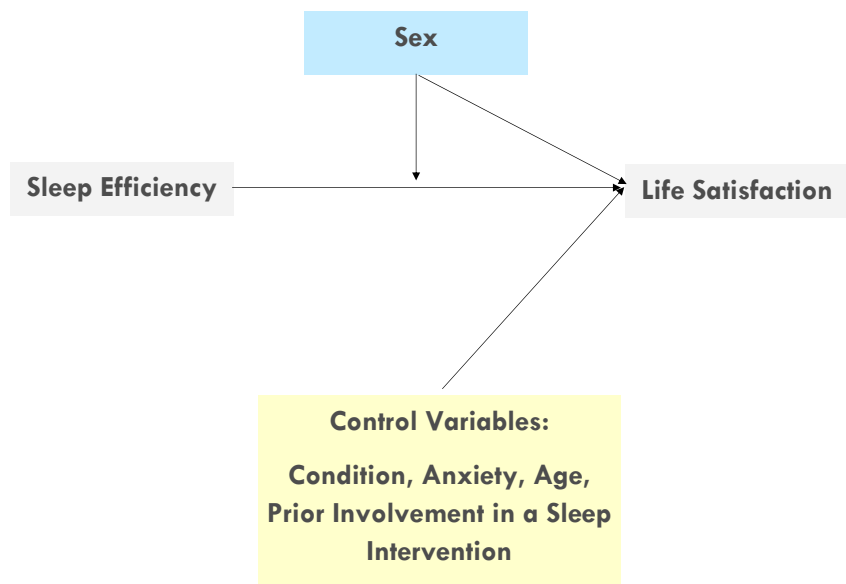 Sex
Sleep Efficiency
Life Satisfaction
Control Variables:
Condition, Anxiety, Age,
Prior Involvement in a Sleep
Intervention